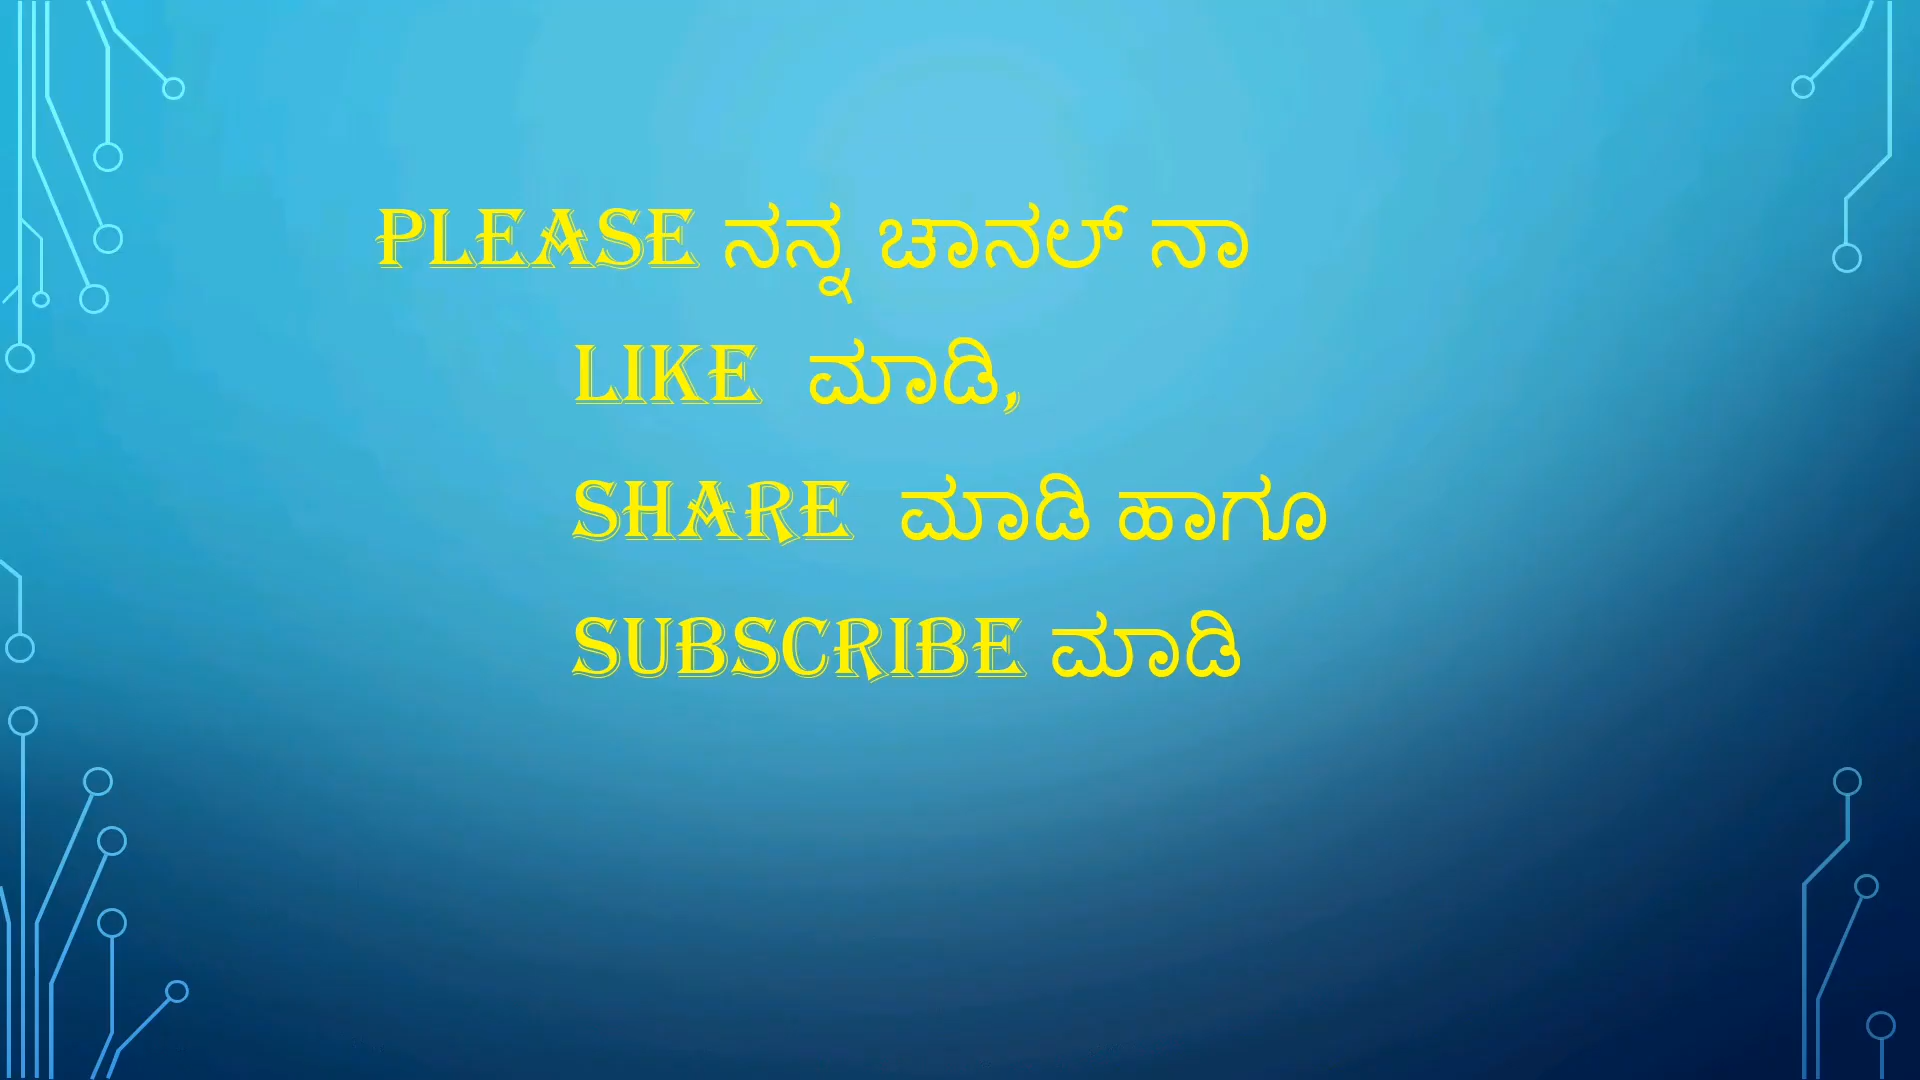 PLEASE ನನ್ನ ಚಾನಲ್ ನಾ
LIKE ಮಾಡಿ,
SHARE ಮಾಡಿ ಹಾಗೂ
SUBSCRIBE ಮಾಡಿ